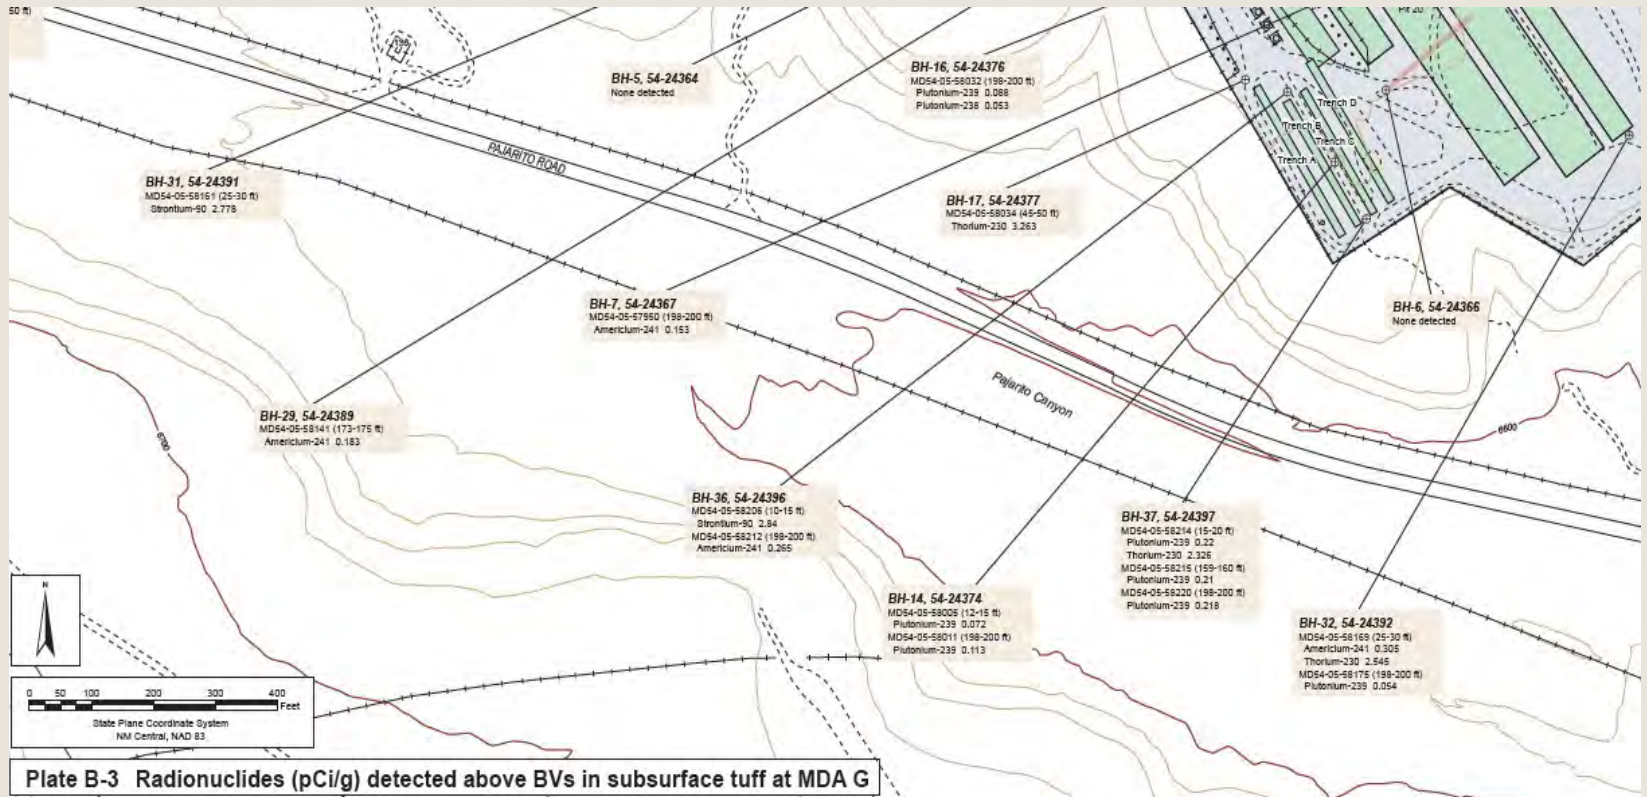 50 ft)
BH-5, 54-24364
None detected
BH-16, 54-24376
MD54-05-58032 (198-200 ft)
Plutonium-239 0.088
Plutonium-238 0.053
Pit 20
Trench D
Trench B
Trench C
Trench A
PAJARITO ROAD
BH-31, 54-24391
MD54-05-58161 (25-30 ft)
Strontium-90 2.778
BH-17, 54-24377
MD54-05-58034 (45-50 ft)
Thorium-230 3.263
BH-7, 54-24367
MD54-05-57950 (198-200 ft)
Americium-241 0.153
BH-6, 54-24366
None detected
Pajarito Canyon
BH-29, 54-24389
MD54-05-58141 (173-175 ft)
Americium-241 0.183
6700
6600
BH-36, 54-24396
MD54-05-58206 (10-15 ft)
Strontium-90 2.84
MD54-05-58212 (198-200 ft)
Americium-241 0.265
BH-37, 54-24397
MD54-05-58214 (15-20 ft)
Plutonium-239 0.22
Thorium-230 2.326
MD54-05-58215 (159-160 ft)
Plutonium-239 0.21
MD54-05-58220 (198-200 ft)
Plutonium-239 0.218
BH-14, 54-24374
MD54-05-58005 (12-15 ft)
Plutonium-239 0.072
MD54-05-58011 (198-200 ft)
Plutonium-239 0.113
BH-32, 54-24392
MD54-05-58169 (25-30 ft)
Americium-241 0.305
Thorium-230 2.545
MD54-05-58175 (198-200 ft)
Plutonium-239 0.054
N
0 50 100 200 300 400
Feet
State Plane Coordinate System
NM Central, NAD 83
Plate B-3 Radionuclides (pCi/g) detected above BVs in subsurface tuff at MDA G